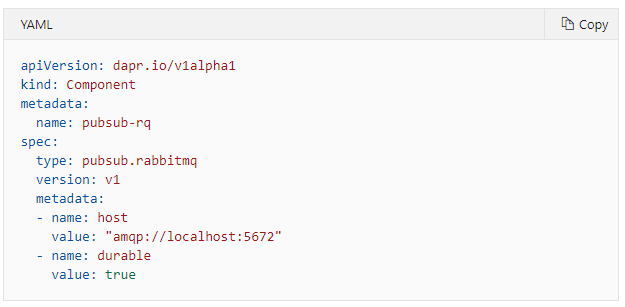 YAML
Copy
apiVersion: dapr.io/v1alpha1
kind: Component
metadata:
  name: pubsub-rq
spec:
  type: pubsub.rabbitmq
  version: v1
  metadata:
  - name: host
    value: "amqp://localhost:5672"
  - name: durable
    value: true